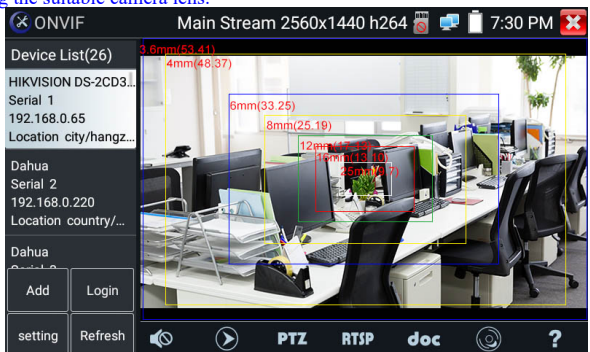 g the suitable camera lens.
ONVIF
Main Stream 2560x1440 h264
7:30 PM
Device List(26)
HIKVISION DS-2CD3...
Serial 1
192.168.0.65
Location city/hangz...
Dahua
Serial 2
192.168.0.220
Location country/...
Dahua
Add
Login
setting
Refresh
3.6mm(53.41)
4mm(48.37)
6mm(33.25)
8mm(25.19)
PTZ
RTSP
doc
?